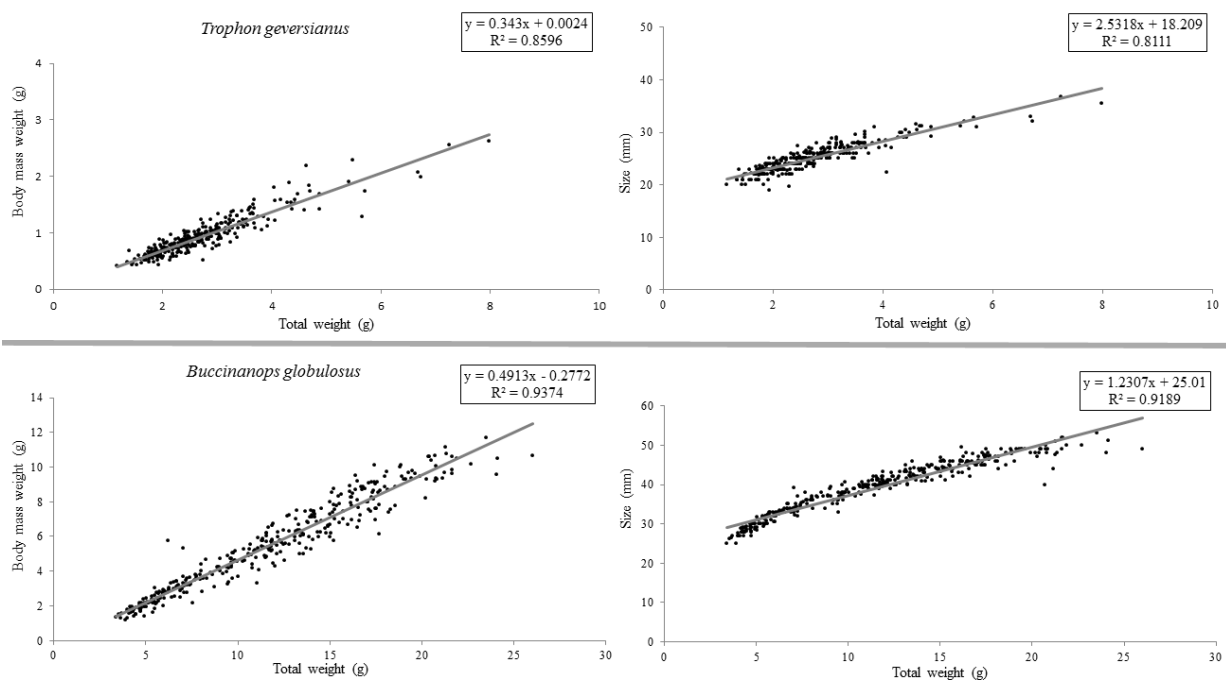 Trophon geversianus
y = 0.343x + 0.0024
R² = 0.8596
Body mass weight (g)
4
3
2
1
0
0 2 4 6 8 10
Total weight (g)
y = 2.5318x + 18.209
R² = 0.8111
Size (mm)
50
40
30
20
10
0
0 2 4 6 8 10
Total weight (g)
Buccinanops globulosus
y = 0.4913x - 0.2772
R² = 0.9374
Body mass weight (g)
14
12
10
8
6
4
2
0
0 5 10 15 20 25 30
Total weight (g)
y = 1.2307x + 25.01
R² = 0.9189
Size (mm)
60
50
40
30
20
10
0
0 5 10 15 20 25 30
Total weight (g)